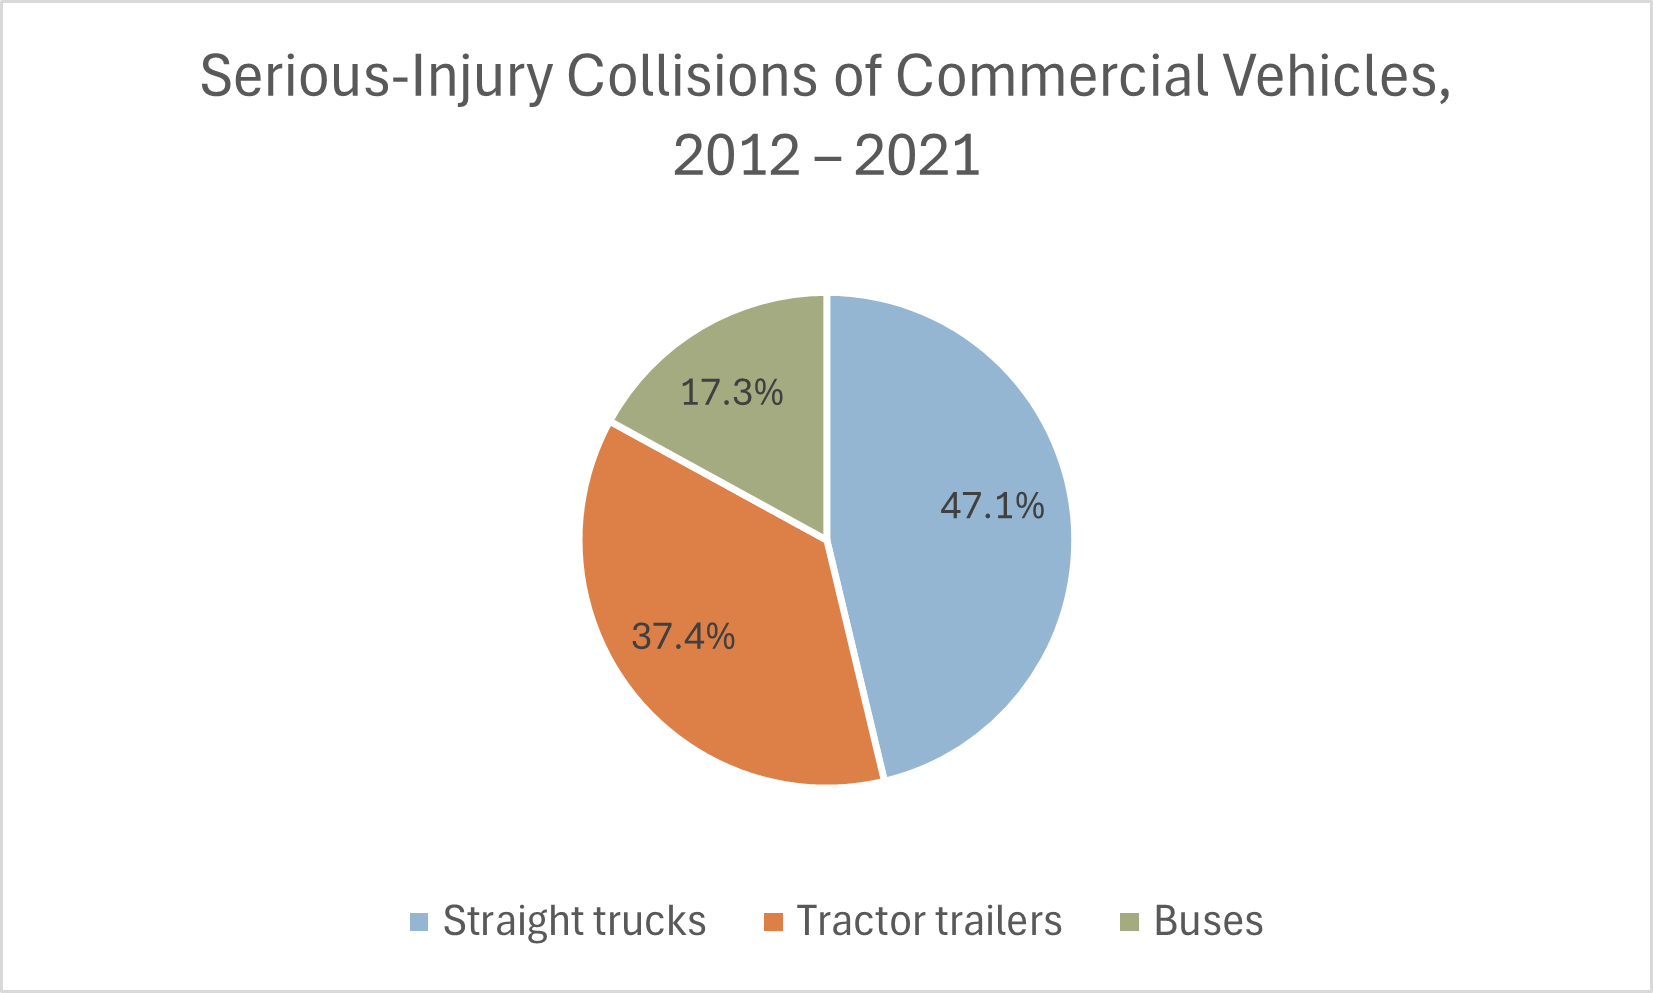 Serious-Injury Collisions of Commercial Vehicles,
2012 – 2021
17.3%
47.1%
37.4%
Straight trucks
Tractor trailers
Buses